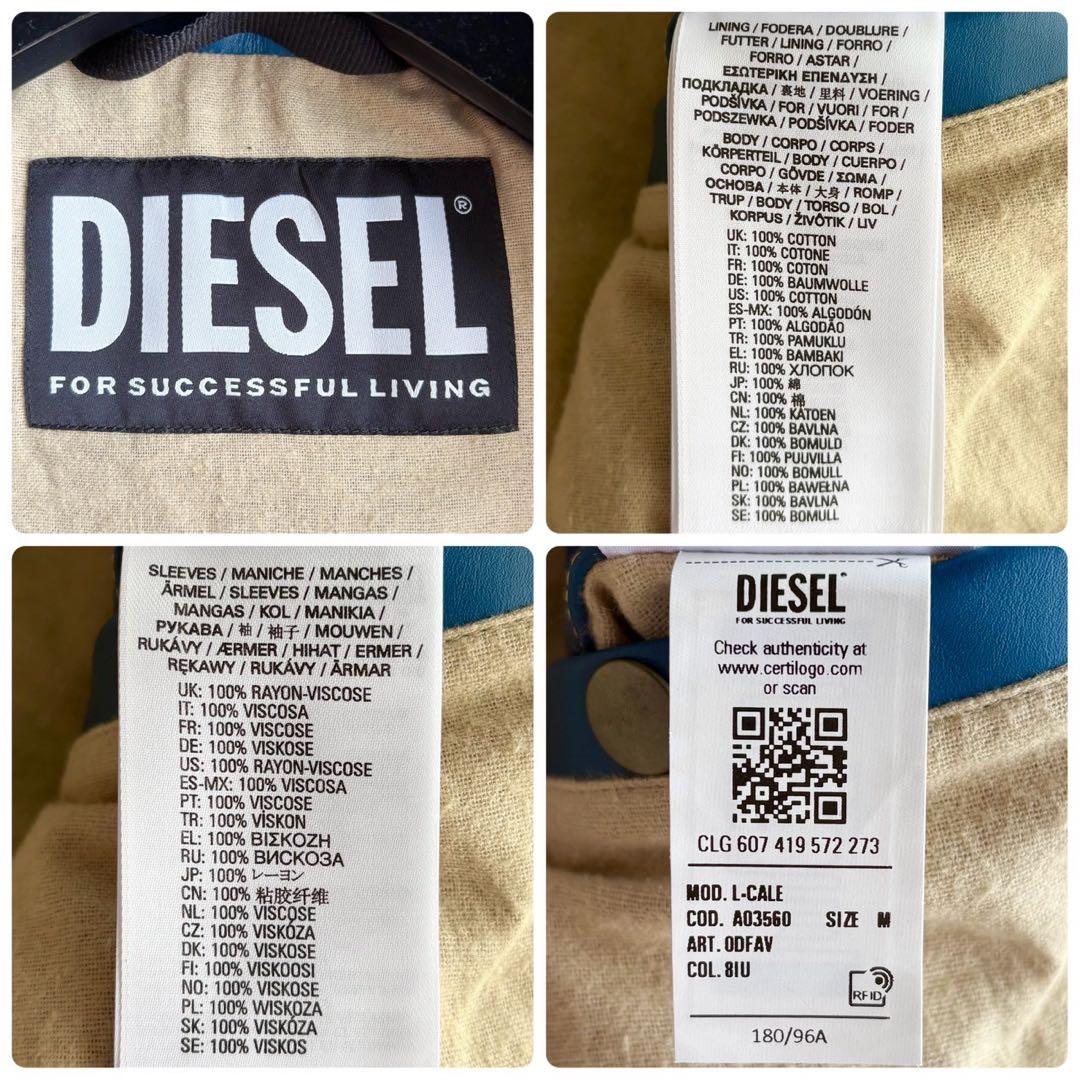 DIESEL®
FOR SUCCESSFUL LIVING
LINING / FODERA / DOUBLURE /
FUTTER / LINING / FORRO /
FORRO / ASTAR /
ΕΣΩΤΕΡΙΚΗ ΕΠΕΝΔΥΣΗ /
ПОДКЛАДКА / 裏地 / 里料 / VOERING /
PODŠÍVKA / FOR / VUORI / FOR /
PODSZEWKA / PODŠÍVKA / FODER
BODY / CORPO / CORPS /
KÖRPERTEIL / BODY / CUERPO /
CORPO / GÖVDE / ΣΩΜΑ /
ОСНОВА / 本体 / 大身 / ROMP /
TRUP / BODY / TORSO / BOL /
KORPUS / ŽIVÔTIK / LIV
UK: 100% COTTON
IT: 100% COTONE
FR: 100% COTON
DE: 100% BAUMWOLLE
US: 100% COTTON
ES-MX: 100% ALGODÓN
PT: 100% ALGODÃO
TR: 100% PAMUKLU
EL: 100% ΒΑΜΒΑΚΙ
RU: 100% ХЛОПОК
JP: 100% 綿
CN: 100% 棉
NL: 100% KATOEN
CZ: 100% BAVLNA
DK: 100% BOMULD
FI: 100% PUUVILLA
NO: 100% BOMULL
PL: 100% BAWEŁNA
SK: 100% BAVLNA
SE: 100% BOMULL
SLEEVES / MANICHE / MANCHES /
ÄRMEL / SLEEVES / MANGAS /
MANGAS / KOL / ΜΑΝΙΚΙΑ /
РУКАВА / 袖 / 袖子 / MOUWEN /
RUKÁVY / ÆRMER / HIHAT / ERMER /
RĘKAWY / RUKÁVY / ÄRMAR
UK: 100% RAYON-VISCOSE
IT: 100% VISCOSA
FR: 100% VISCOSE
DE: 100% VISKOSE
US: 100% RAYON-VISCOSE
ES-MX: 100% VISCOSA
PT: 100% VISCOSE
TR: 100% VİSKON
EL: 100% ΒΙΣΚΟΖΗ
RU: 100% ВИСКОЗА
JP: 100% レーヨン
CN: 100% 粘胶纤维
NL: 100% VISCOSE
CZ: 100% VISKÓZA
DK: 100% VISKOSE
FI: 100% VISKOOSI
NO: 100% VISKOSE
PL: 100% WISKOZA
SK: 100% VISKÓZA
SE: 100% VISKOS
DIESEL®
FOR SUCCESSFUL LIVING
Check authenticity at
www.certilogo.com
or scan
CLG 607 419 572 273
MOD. L-CALE
COD. A03560 SIZE M
ART. 0DFAV
COL. 8IU
RFID
180/96A